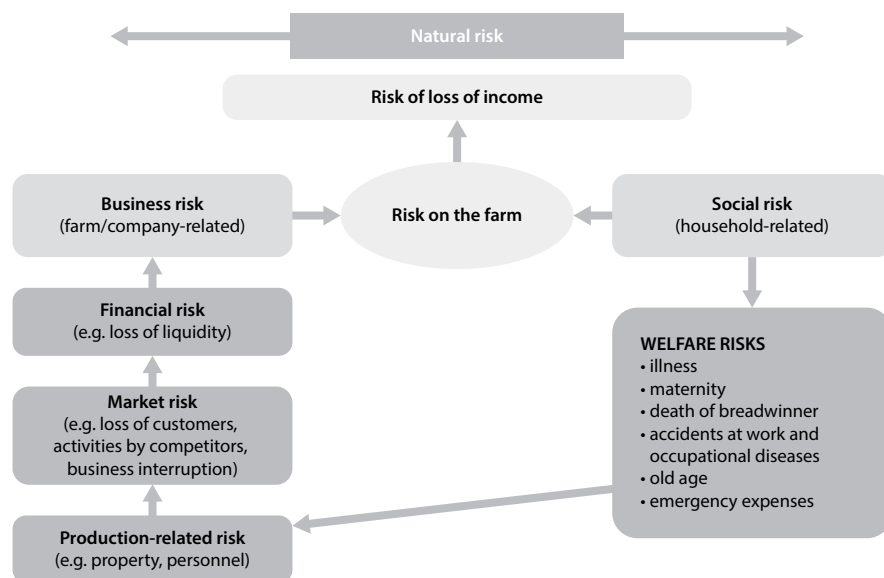 Natural risk
Risk of loss of income
Business risk
(farm/company-related)
Risk on the farm
Social risk
(household-related)
Financial risk
(e.g. loss of liquidity)
Market risk
(e.g. loss of customers,
activities by competitors,
business interruption)
Production-related risk
(e.g. property, personnel)
WELFARE RISKS
• illness
• maternity
• death of breadwinner
• accidents at work and
occupational diseases
• old age
• emergency expenses